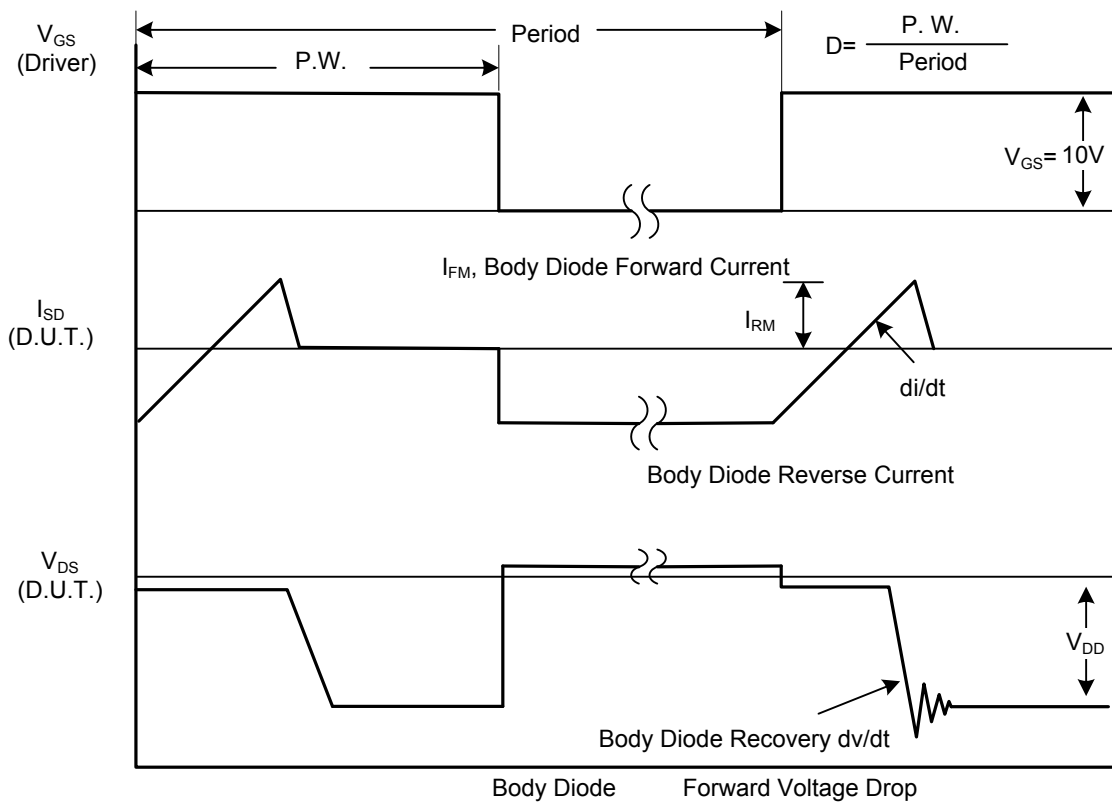 V_GS
(Driver)
Period
P.W.
D= P. W.
Period
V_GS= 10V
I_FM, Body Diode Forward Current
I_SD
(D.U.T.)
I_RM
di/dt
Body Diode Reverse Current
V_DS
(D.U.T.)
V_DD
Body Diode Recovery dv/dt
Body Diode Forward Voltage Drop